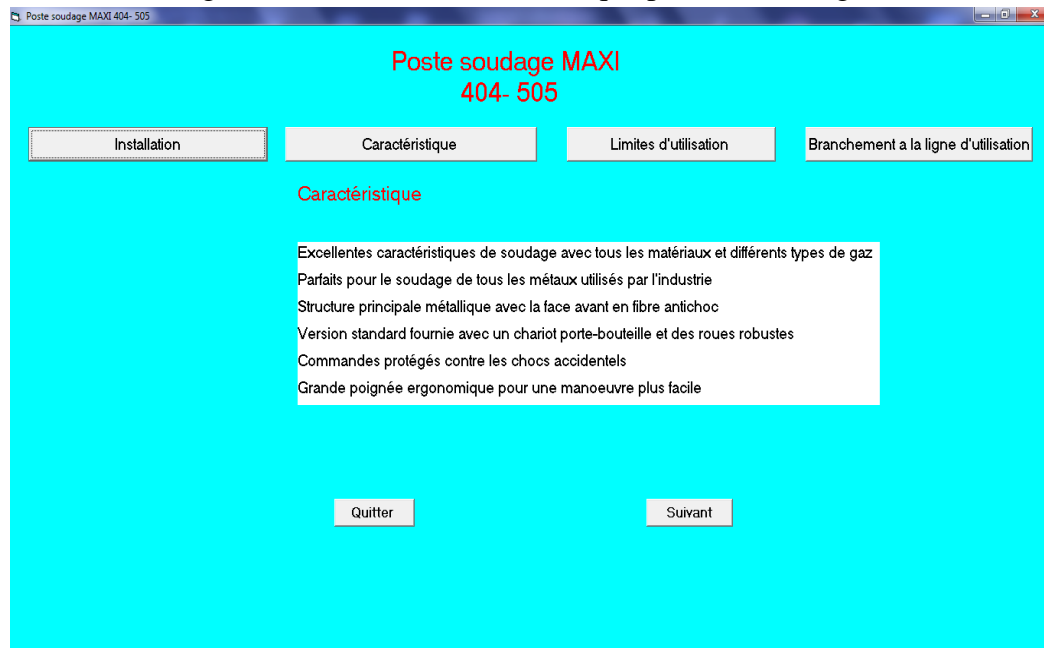 Poste soudage MAXI 404- 505
Poste soudage MAXI
404- 505
Installation
Caractéristique
Limites d'utilisation
Branchement a la ligne d'utilisation
Caractéristique
Excellentes caractéristiques de soudage avec tous les matériaux et différents types de gaz
Parfaits pour le soudage de tous les métaux utilisés par l'industrie
Structure principale métallique avec la face avant en fibre antichoc
Version standard fournie avec un chariot porte-bouteille et des roues robustes
Commandes protégés contre les chocs accidentels
Grande poignée ergonomique pour une manoeuvre plus facile
Quitter
Suivant